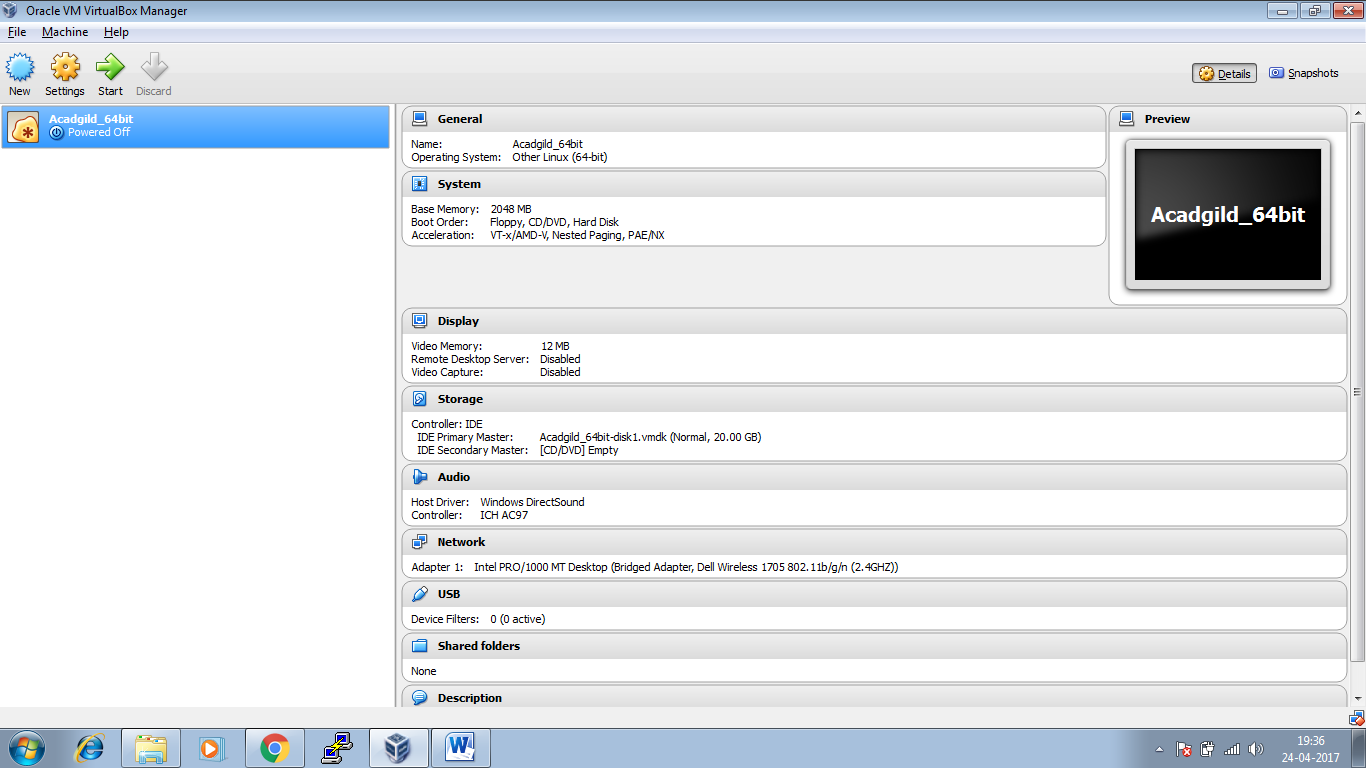 Oracle VM VirtualBox Manager
File Machine Help
New Settings Start Discard
Details Snapshots
Acadgild_64bit
Powered Off
General
Name: Acadgild_64bit
Operating System: Other Linux (64-bit)
System
Base Memory: 2048 MB
Boot Order: Floppy, CD/DVD, Hard Disk
Acceleration: VT-x/AMD-V, Nested Paging, PAE/NX
Preview
Acadgild_64bit
Display
Video Memory: 12 MB
Remote Desktop Server: Disabled
Video Capture: Disabled
Storage
Controller: IDE
IDE Primary Master: Acadgild_64bit-disk1.vmdk (Normal, 20.00 GB)
IDE Secondary Master: [CD/DVD] Empty
Audio
Host Driver: Windows DirectSound
Controller: ICH AC97
Network
Adapter 1: Intel PRO/1000 MT Desktop (Bridged Adapter, Dell Wireless 1705 802.11b/g/n (2.4GHZ))
USB
Device Filters: 0 (0 active)
Shared folders
None
Description
19:36
24-04-2017